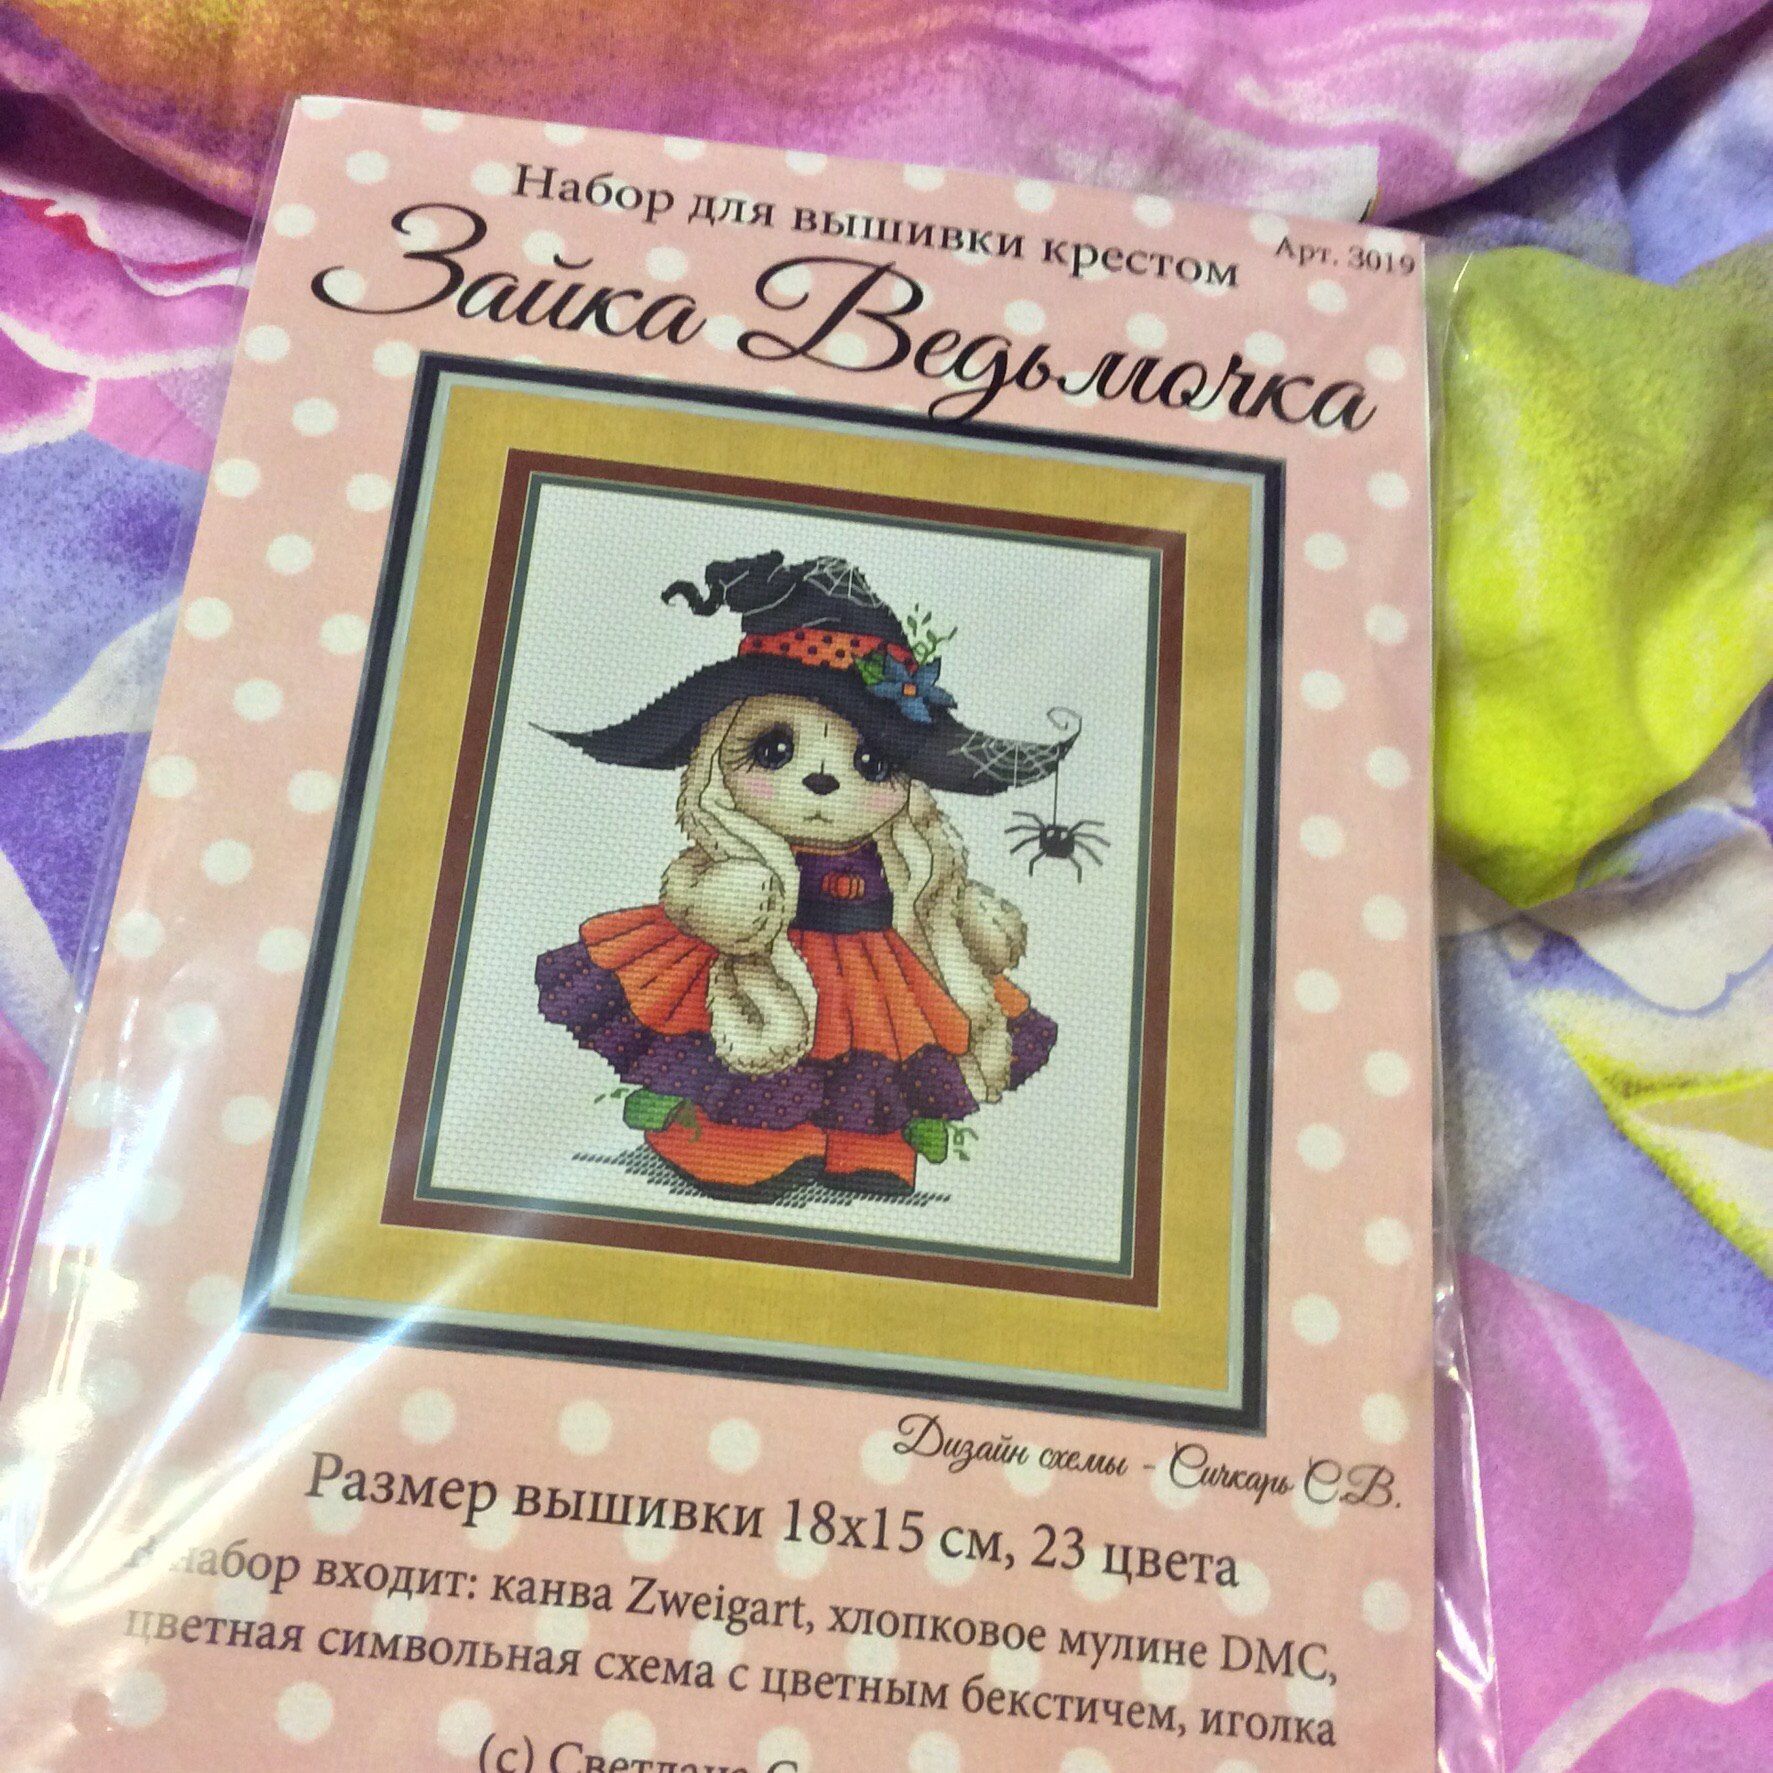 Набор для вышивки крестом
Арт. 3019
Зайка Ведьмочка
Дизайн схемы - Сичкарь С.В.
Размер вышивки 18х15 см, 23 цвета
В набор входит: канва Zweigart, хлопковое мулине DMC,
цветная символьная схема с цветным бекстичем, иголка
(с) Светлана С